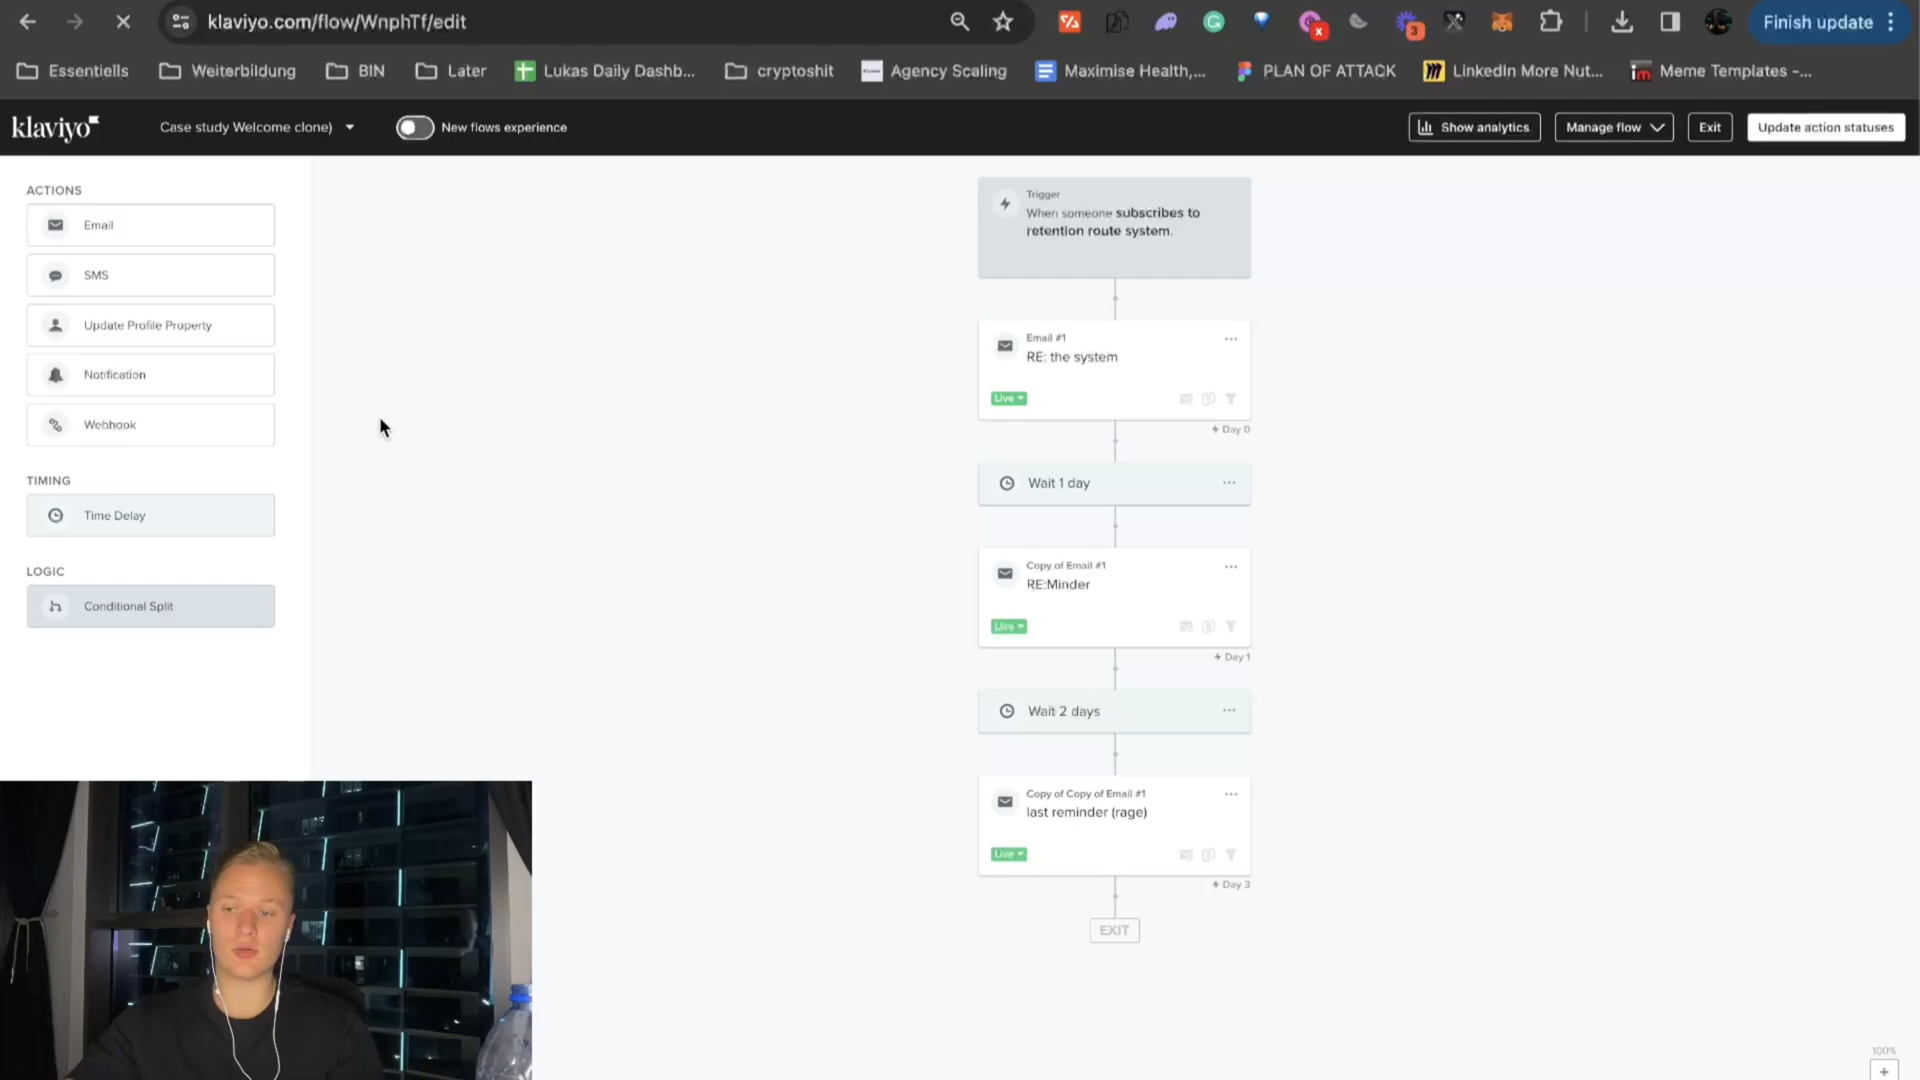 klaviyo.com/flow/WnphTf/edit
3
Finish update
Essentiells
Weiterbildung
BIN
Later
Lukas Daily Dashb...
cryptoshit
Agency Scaling
Maximise Health,...
PLAN OF ATTACK
LinkedIn More Nut...
Meme Templates -...
klaviyo
Case study Welcome clone)
New flows experience
Show analytics
Manage flow
Exit
Update action statuses
ACTIONS
Email
SMS
Update Profile Property
Notification
Webhook
TIMING
Time Delay
LOGIC
Conditional Split
Trigger
When someone subscribes to
retention route system.
Email #1
RE: the system
Live
Day 0
Wait 1 day
Copy of Email #1
RE:Minder
Live
Day 1
Wait 2 days
Copy of Copy of Email #1
last reminder (rage)
Live
Day 3
EXIT
100%